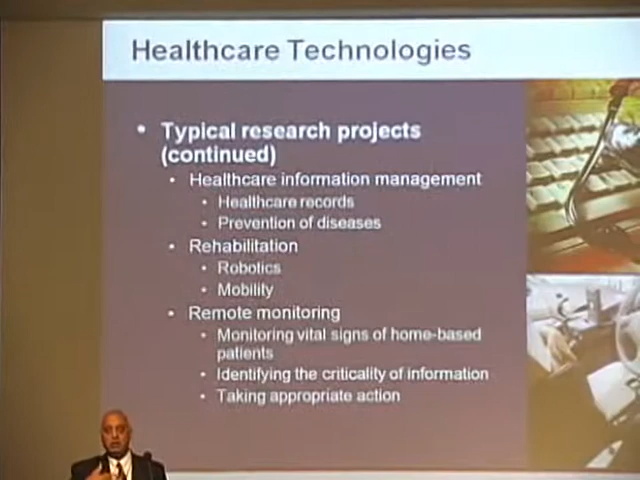 Healthcare Technologies
• Typical research projects
(continued)
• Healthcare information management
• Healthcare records
• Prevention of diseases
• Rehabilitation
• Robotics
• Mobility
• Remote monitoring
• Monitoring vital signs of home-based
patients
• Identifying the criticality of information
• Taking appropriate action